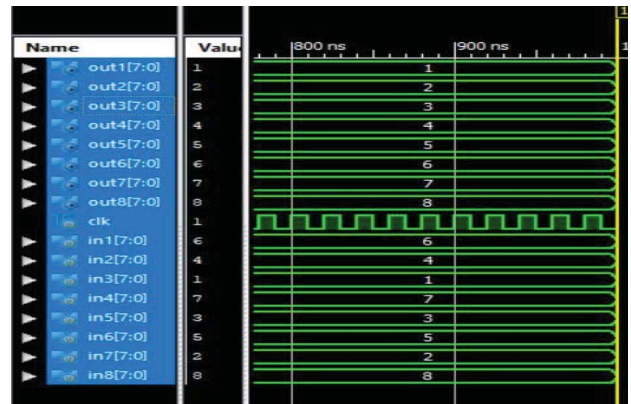 1
Name Value 800 ns 900 ns 1
out1[7:0] 1 1
out2[7:0] 2 2
out3[7:0] 3 3
out4[7:0] 4 4
out5[7:0] 5 5
out6[7:0] 6 6
out7[7:0] 7 7
out8[7:0] 8 8
clk 1
in1[7:0] 6 6
in2[7:0] 4 4
in3[7:0] 1 1
in4[7:0] 7 7
in5[7:0] 3 3
in6[7:0] 5 5
in7[7:0] 2 2
in8[7:0] 8 8